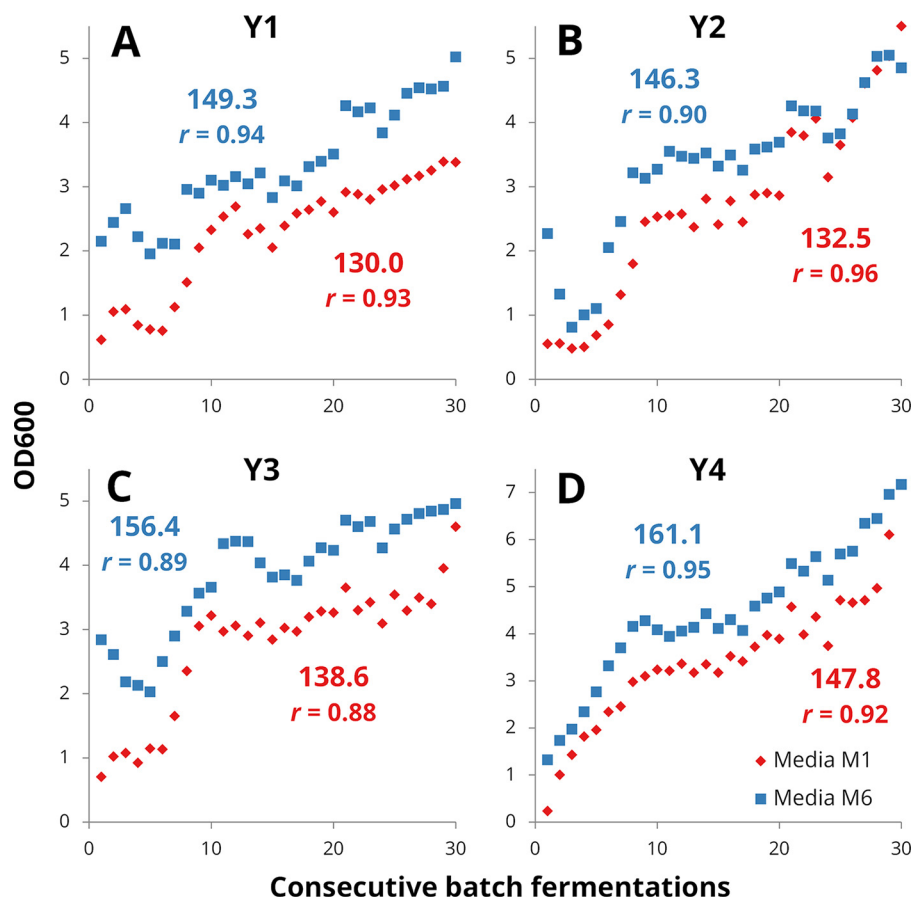 A
Y1
149.3
r = 0.94
130.0
r = 0.93
5
4
3
2
1
0
0
10
20
30
B
Y2
146.3
r = 0.90
132.5
r = 0.96
5
4
3
2
1
0
0
10
20
30
OD600
C
Y3
156.4
r = 0.89
138.6
r = 0.88
5
4
3
2
1
0
0
10
20
30
D
Y4
161.1
r = 0.95
147.8
r = 0.92
Media M1
Media M6
7
6
5
4
3
2
1
0
0
10
20
30
Consecutive batch fermentations